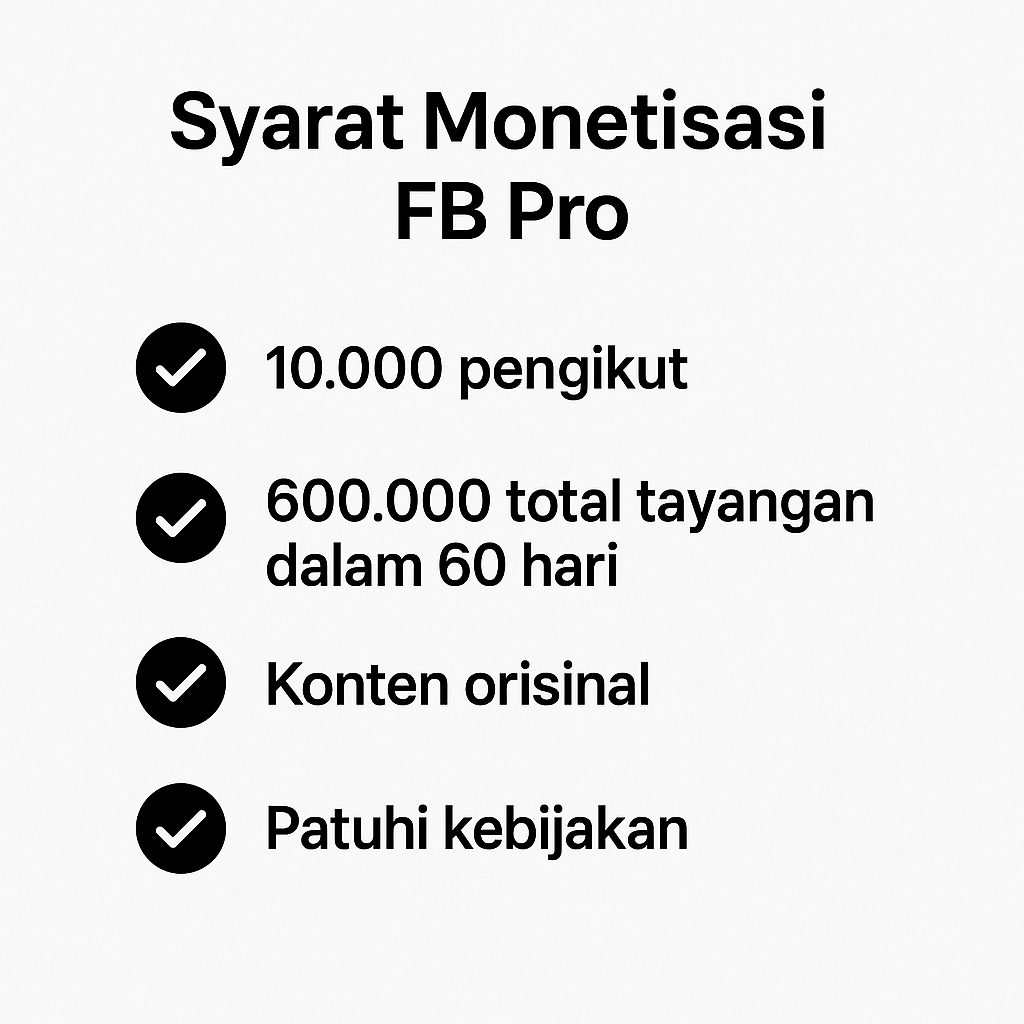 Syarat Monetisasi
FB Pro
10.000 pengikut
600.000 total tayangan
dalam 60 hari
Konten orisinal
Patuhi kebijakan